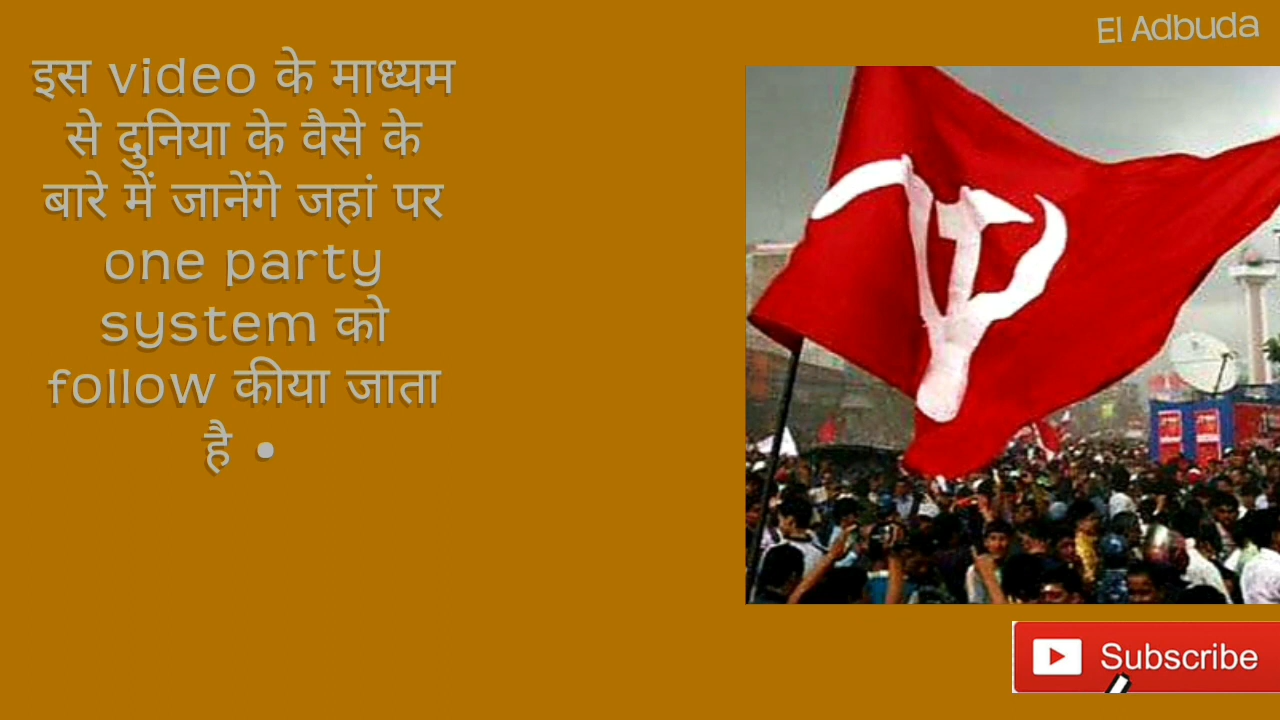 El Adbuda
इस video के माध्यम
से दुनिया के वैसे के
बारे में जानेंगे जहां पर
one party
system को
follow कीया जाता
है •
Subscribe